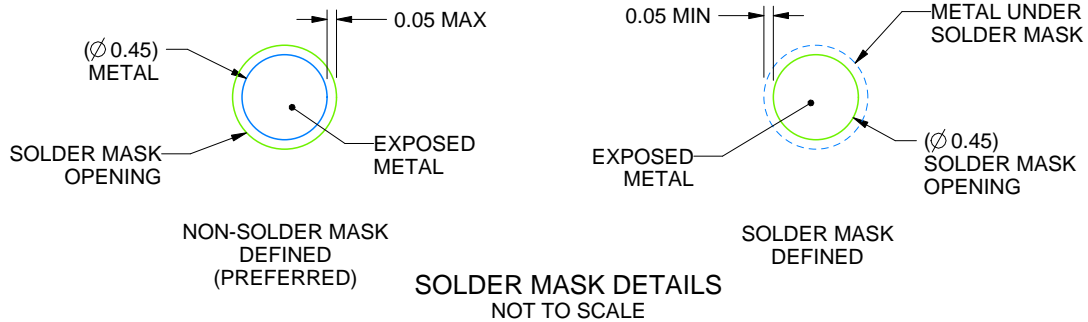 0.05 MAX
(Ø 0.45)
METAL
SOLDER MASK
OPENING
EXPOSED
METAL
NON-SOLDER MASK
DEFINED
(PREFERRED)
0.05 MIN
METAL UNDER
SOLDER MASK
EXPOSED
METAL
(Ø 0.45)
SOLDER MASK
OPENING
SOLDER MASK
DEFINED
SOLDER MASK DETAILS
NOT TO SCALE